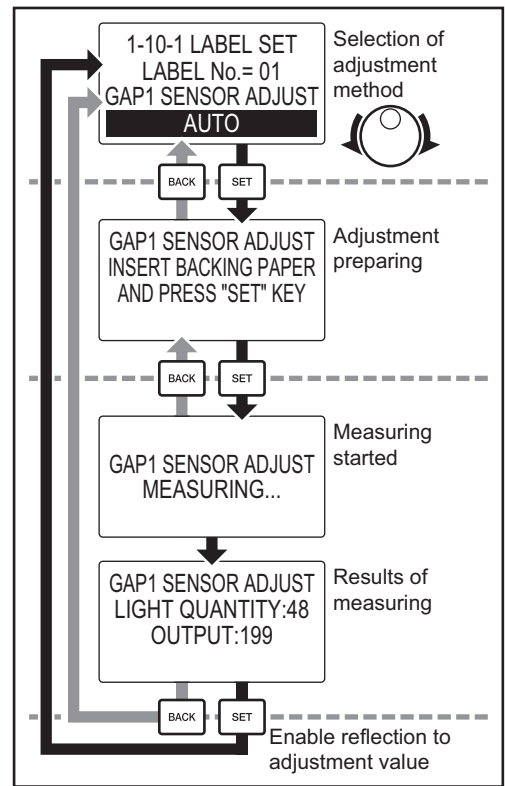 1-10-1 LABEL SET
LABEL No.= 01
GAP1 SENSOR ADJUST
AUTO
Selection of
adjustment
method
BACK
SET
GAP1 SENSOR ADJUST
INSERT BACKING PAPER
AND PRESS "SET" KEY
Adjustment
preparing
BACK
SET
GAP1 SENSOR ADJUST
MEASURING...
Measuring
started
GAP1 SENSOR ADJUST
LIGHT QUANTITY:48
OUTPUT:199
Results of
measuring
BACK
SET
Enable reflection to
adjustment value